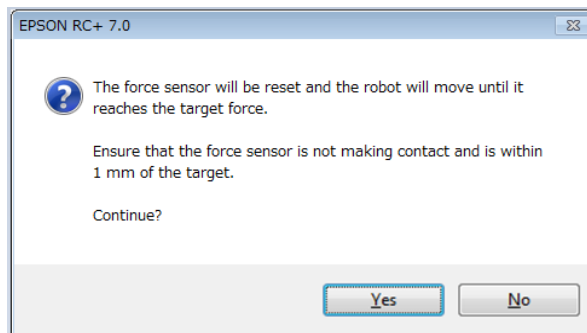 EPSON RC+ 7.0
The force sensor will be reset and the robot will move until it
reaches the target force.
Ensure that the force sensor is not making contact and is within
1 mm of the target.
Continue?
Yes
No